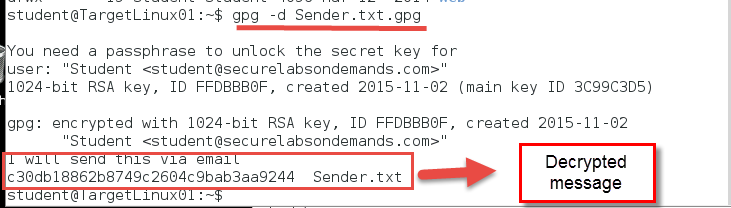 student@TargetLinux01:~$ gpg -d Sender.txt.gpg
You need a passphrase to unlock the secret key for
user: "Student <student@securelabsondemands.com>"
1024-bit RSA key, ID FFDBBB0F, created 2015-11-02 (main key ID 3C99C3D5)
gpg: encrypted with 1024-bit RSA key, ID FFDBBB0F, created 2015-11-02
"Student <student@securelabsondemands.com>"
I will send this via email
c30db18862b8749c2604c9bab3aa9244 Sender.txt
student@TargetLinux01:~$
Decrypted
message